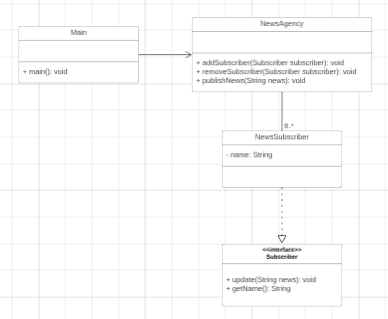 Main
+ main(): void
NewsAgency
+ addSubscriber(Subscriber subscriber): void
+ removeSubscriber(Subscriber subscriber): void
+ publishNews(String news): void
0..*
NewsSubscriber
- name: String
<<interface>>
Subscriber
+ update(String news): void
+ getName(): String